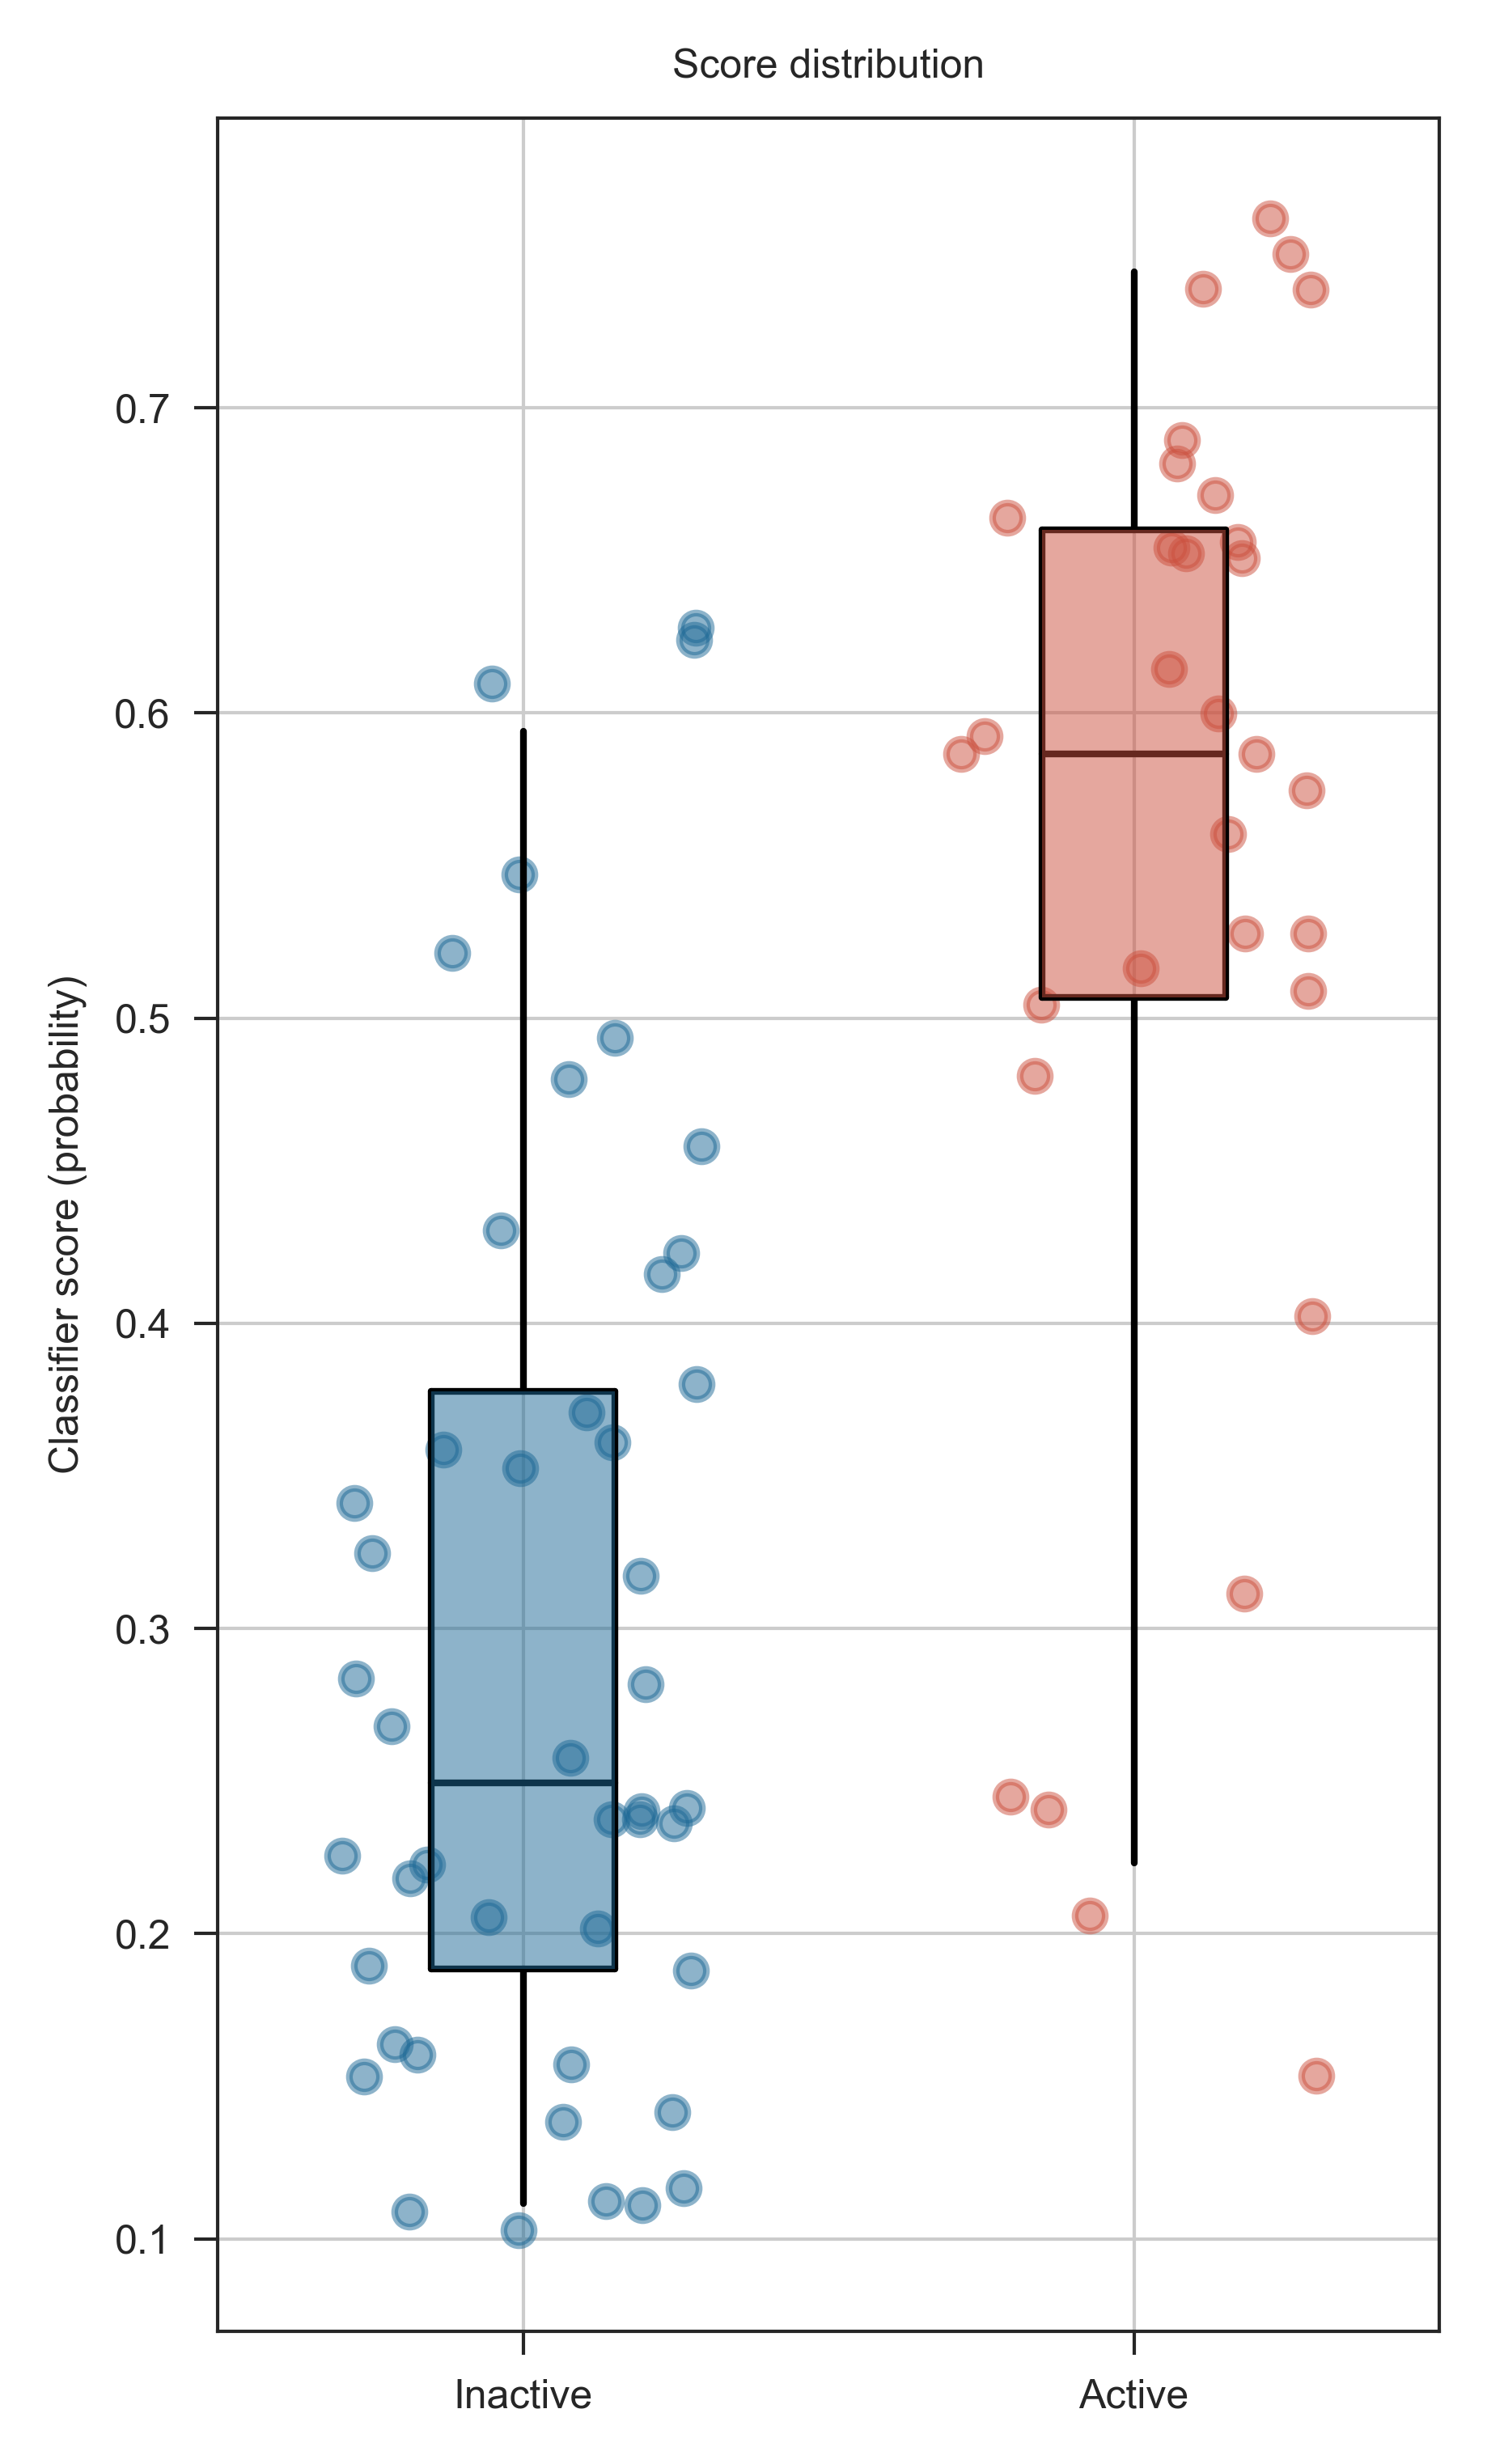 Score distribution
Classifier score (probability)
0.7
0.6
0.5
0.4
0.3
0.2
0.1
Inactive
Active